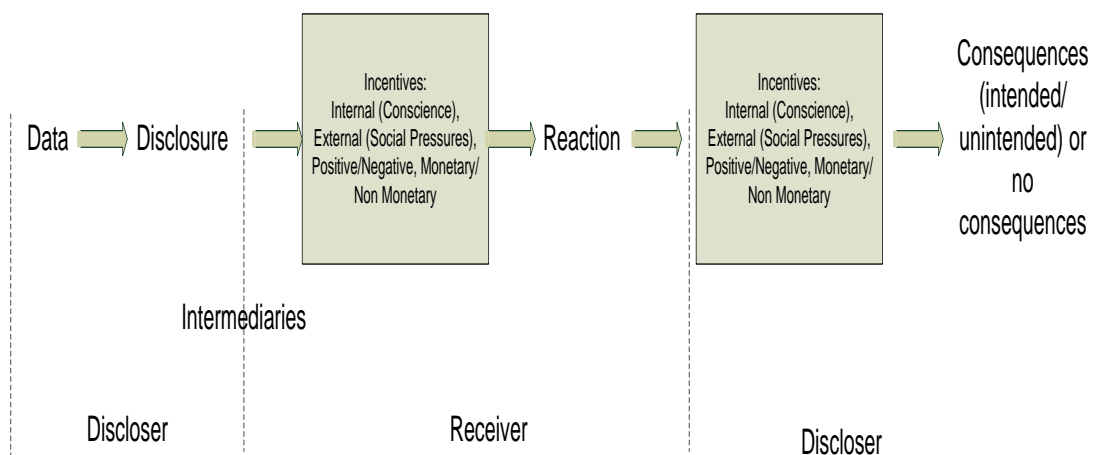 Data
Disclosure
Incentives:
Internal (Conscience),
External (Social Pressures),
Positive/Negative, Monetary/
Non Monetary
Reaction
Incentives:
Internal (Conscience),
External (Social Pressures),
Positive/Negative, Monetary/
Non Monetary
Consequences
(intended/
unintended) or
no
consequences
Intermediaries
Discloser
Receiver
Discloser